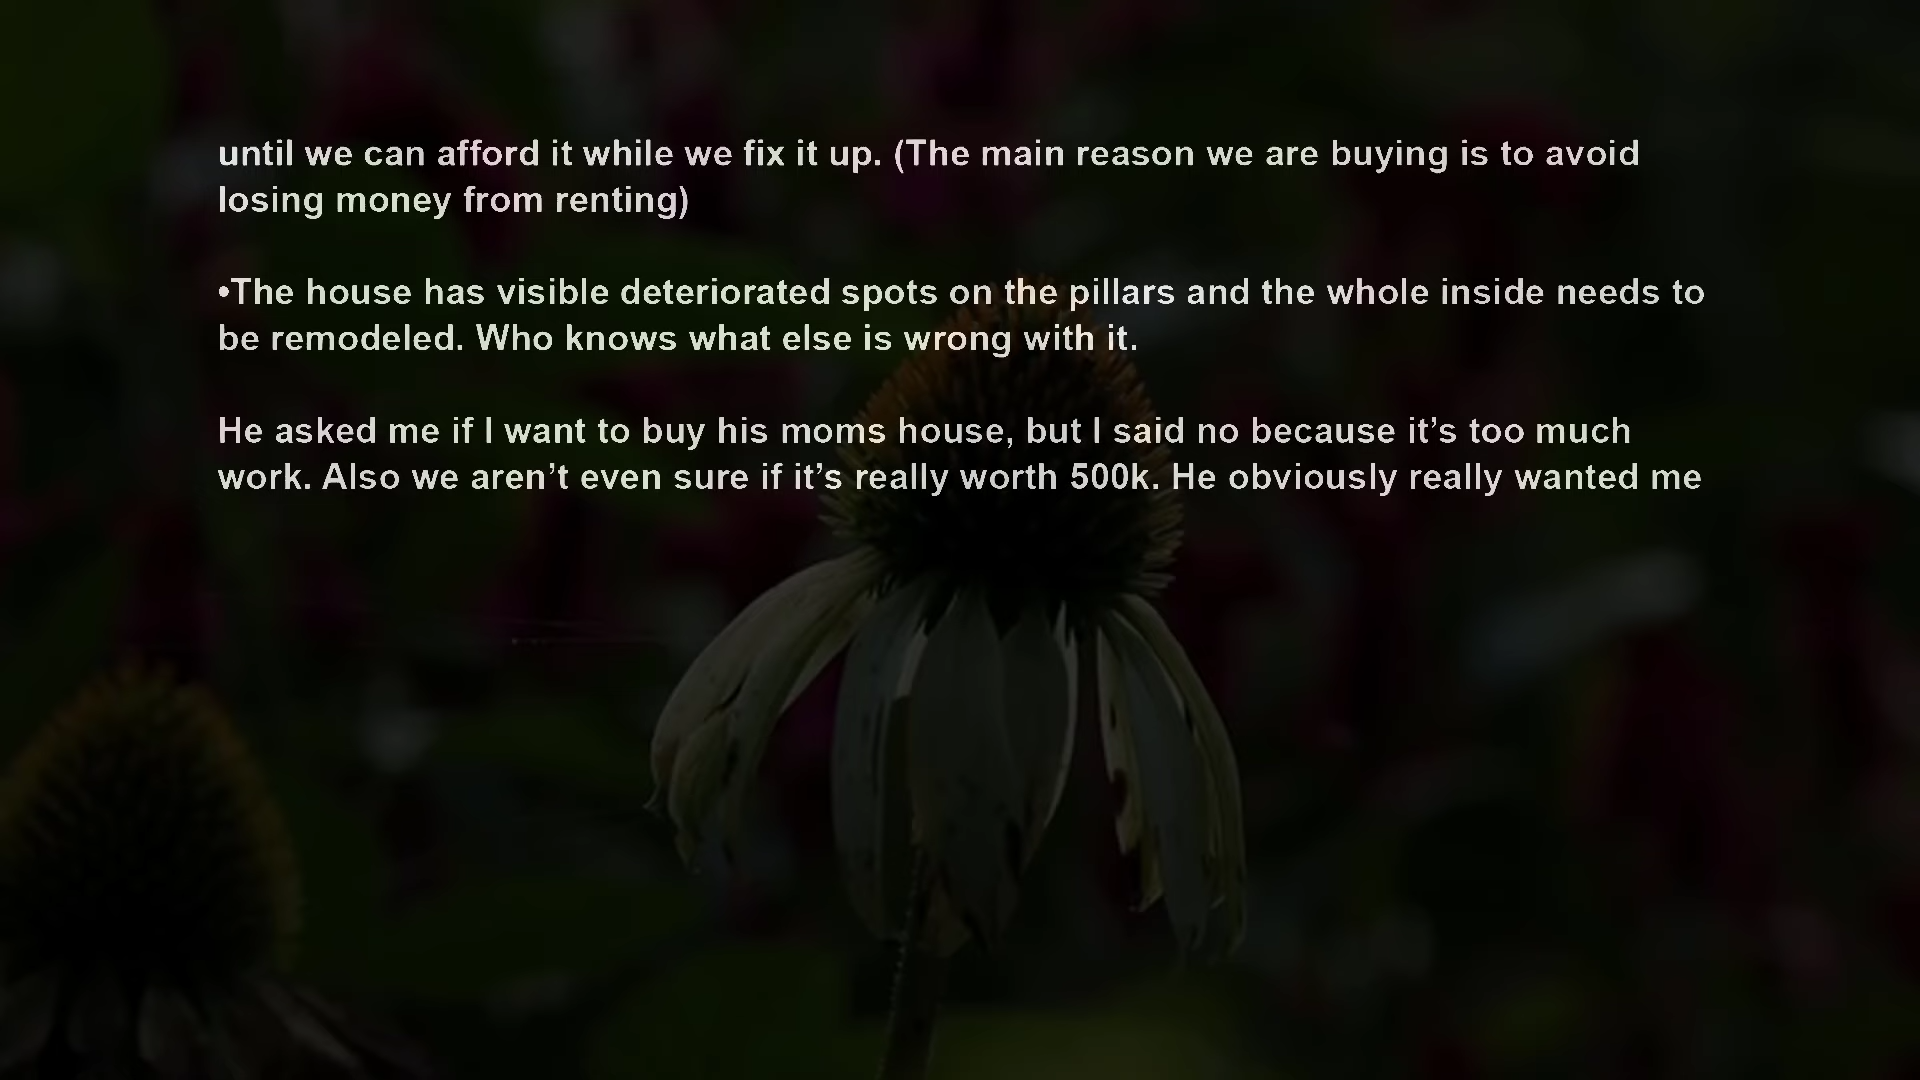 until we can afford it while we fix it up. (The main reason we are buying is to avoid
losing money from renting)
•The house has visible deteriorated spots on the pillars and the whole inside needs to
be remodeled. Who knows what else is wrong with it.
He asked me if I want to buy his moms house, but I said no because it’s too much
work. Also we aren’t even sure if it’s really worth 500k. He obviously really wanted me